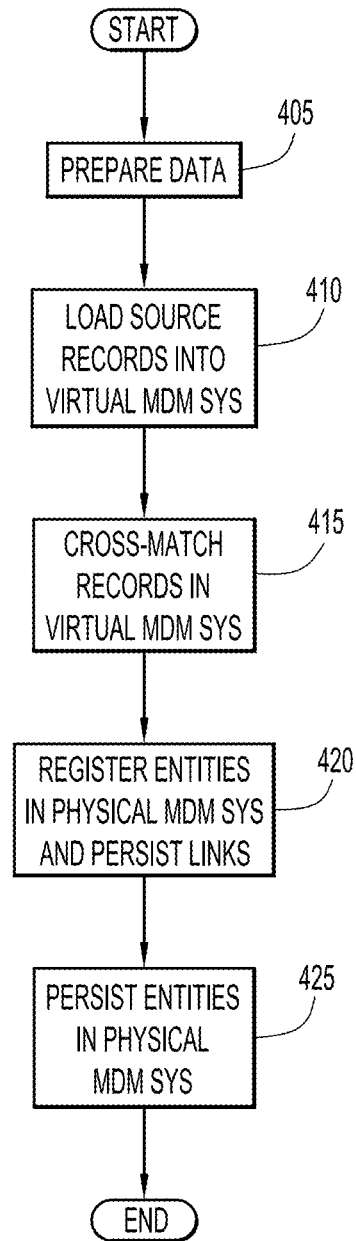 START
405
PREPARE DATA
410
LOAD SOURCE
RECORDS INTO
VIRTUAL MDM SYS
415
CROSS-MATCH
RECORDS IN
VIRTUAL MDM SYS
420
REGISTER ENTITIES
IN PHYSICAL MDM SYS
AND PERSIST LINKS
425
PERSIST ENTITIES
IN PHYSICAL
MDM SYS
END